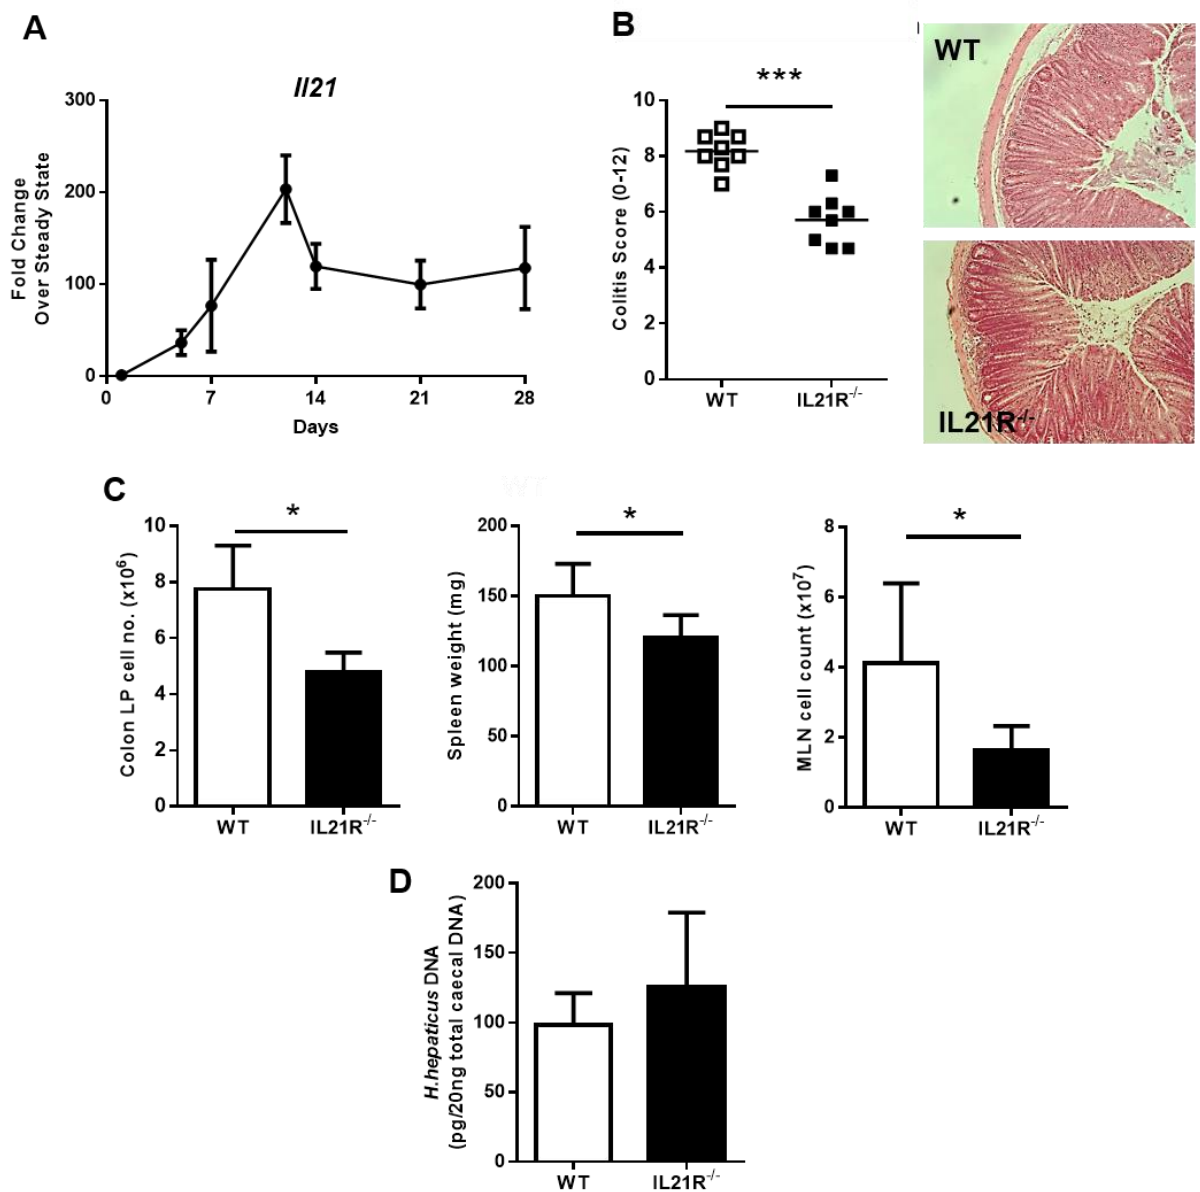 A
Il21
300
200
100
0
Fold Change
Over Steady State
0 7 14 21 28
Days
B
***
10
8
6
4
2
0
Colitis Score (0-12)
WT IL21R-/-
WT
IL21R-/-
C
*
10
8
6
4
2
0
Colon LP cell no. (x10⁶)
WT IL21R-/-
WT
*
200
150
100
50
0
Spleen weight (mg)
WT IL21R-/-
*
8
6
4
2
0
MLN cell count (x10⁷)
WT IL21R-/-
D
200
150
100
50
0
H.hepaticus DNA
(pg/20ng total caecal DNA)
WT IL21R-/-